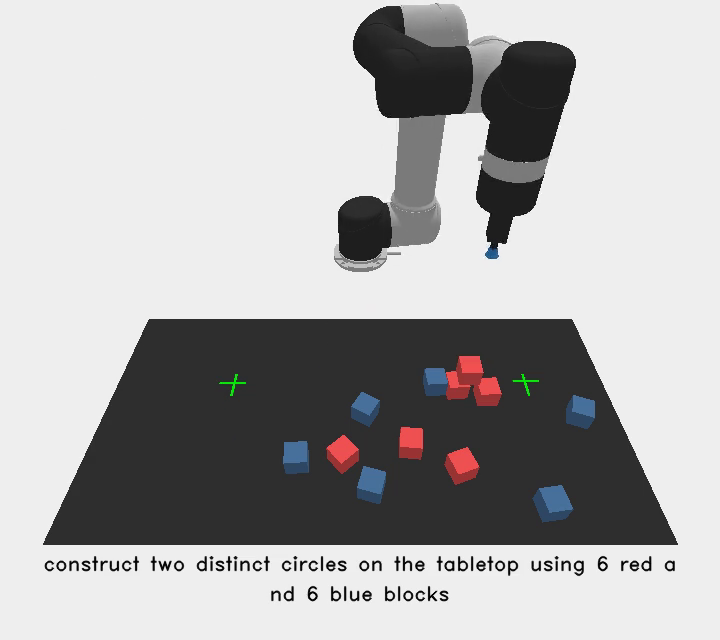 construct two distinct circles on the tabletop using 6 red a
nd 6 blue blocks